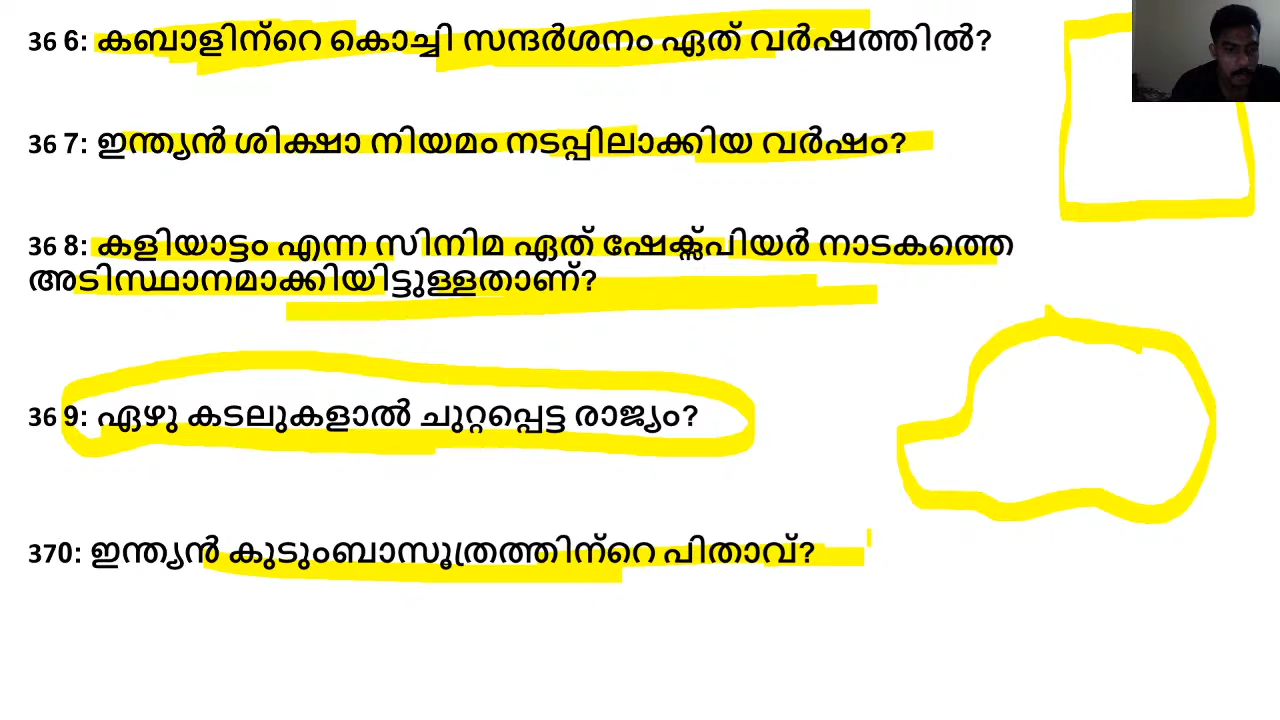 36 6: കബാളിന്റെ കൊച്ചി സന്ദർശനം ഏത് വർഷത്തിൽ?
36 7: ഇന്ത്യൻ ശിക്ഷാ നിയമം നടപ്പിലാക്കിയ വർഷം?
36 8: കളിയാട്ടം എന്ന സിനിമ ഏത് ഷേക്സ്പിയർ നാടകത്തെ
അടിസ്ഥാനമാക്കിയിട്ടുള്ളതാണ്?
36 9: ഏഴു കടലുകളാൽ ചുറ്റപ്പെട്ട രാജ്യം?
370: ഇന്ത്യൻ കുടുംബാസൂത്രത്തിന്റെ പിതാവ്?